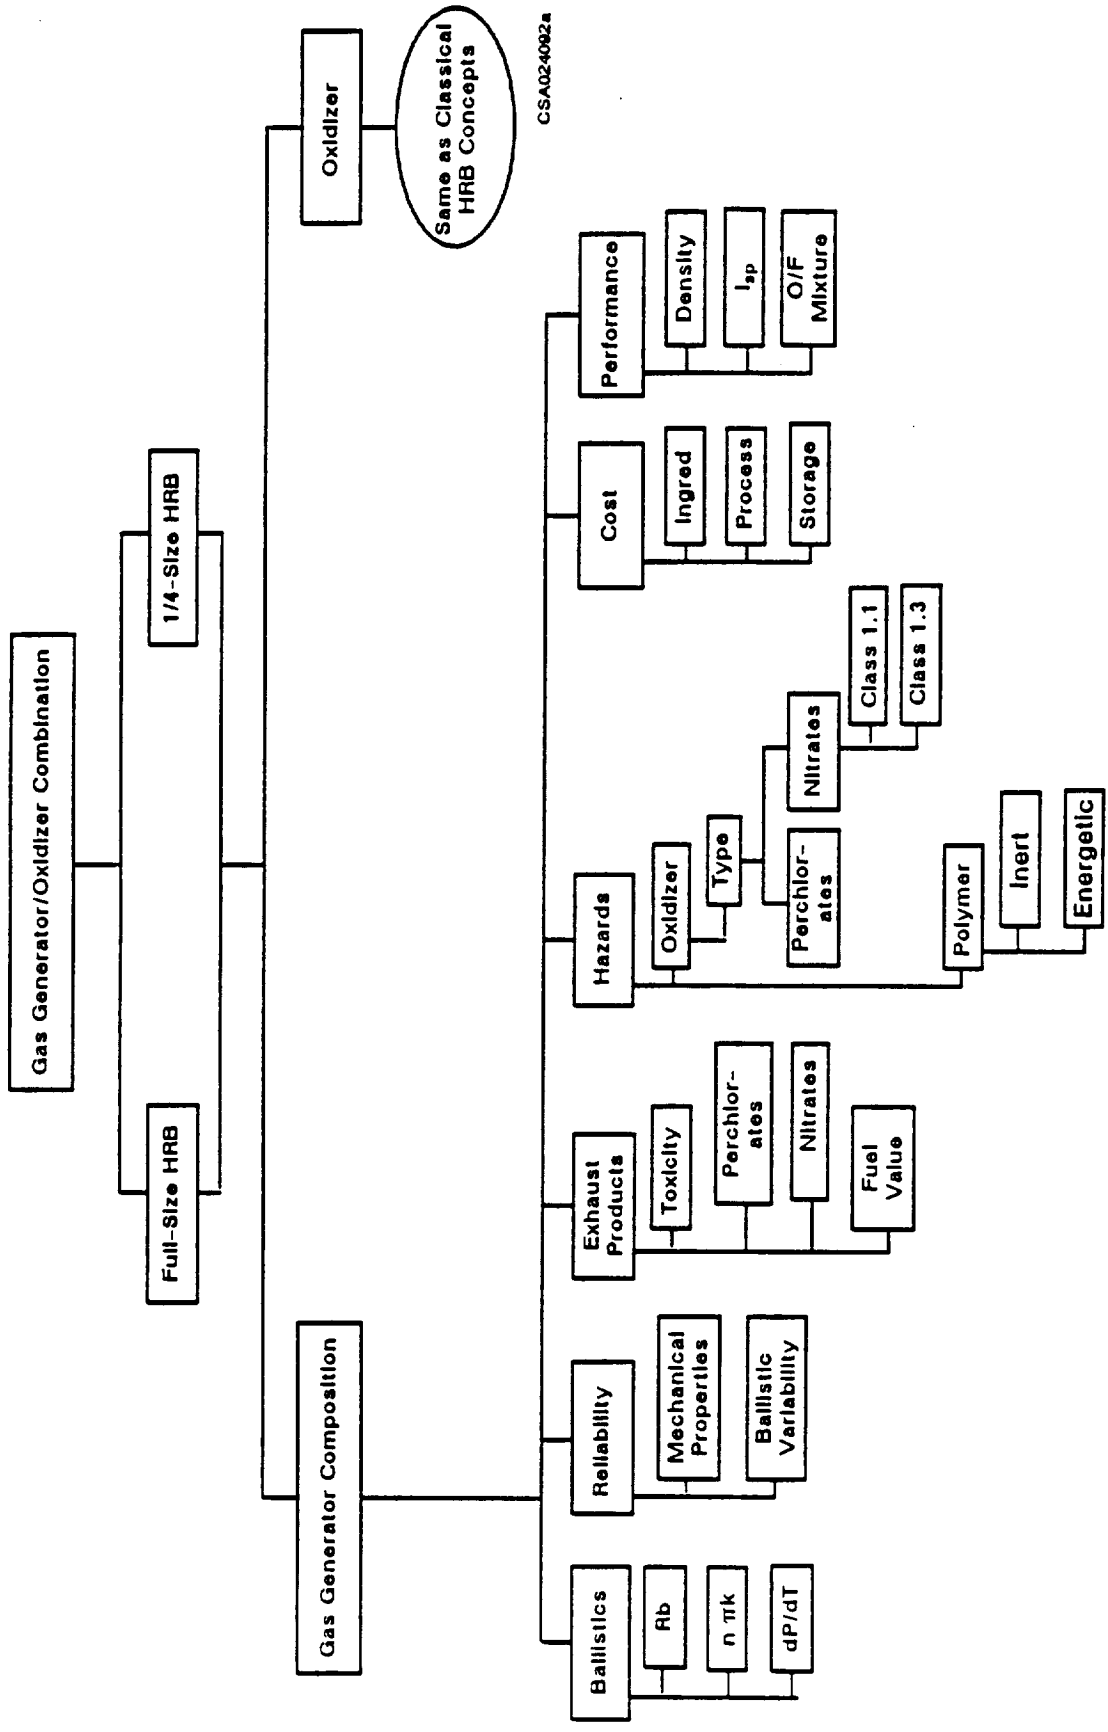 Gas Generator/Oxidizer Combination
Full-Size HRB
1/4-Size HRB
Gas Generator Composition
Oxidizer
Same as Classical
HRB Concepts
Ballistics
Rb
n πk
dP/dT
Reliability
Mechanical
Properties
Ballistic
Variability
Exhaust
Products
Toxicity
Perchlor-
ates
Nitrates
Fuel
Value
Hazards
Oxidizer
Type
Perchlor-
ates
Nitrates
Class 1.1
Class 1.3
Polymer
Inert
Energetic
Cost
Ingred
Process
Storage
Performance
Density
Isp
O/F
Mixture
CSA024092a